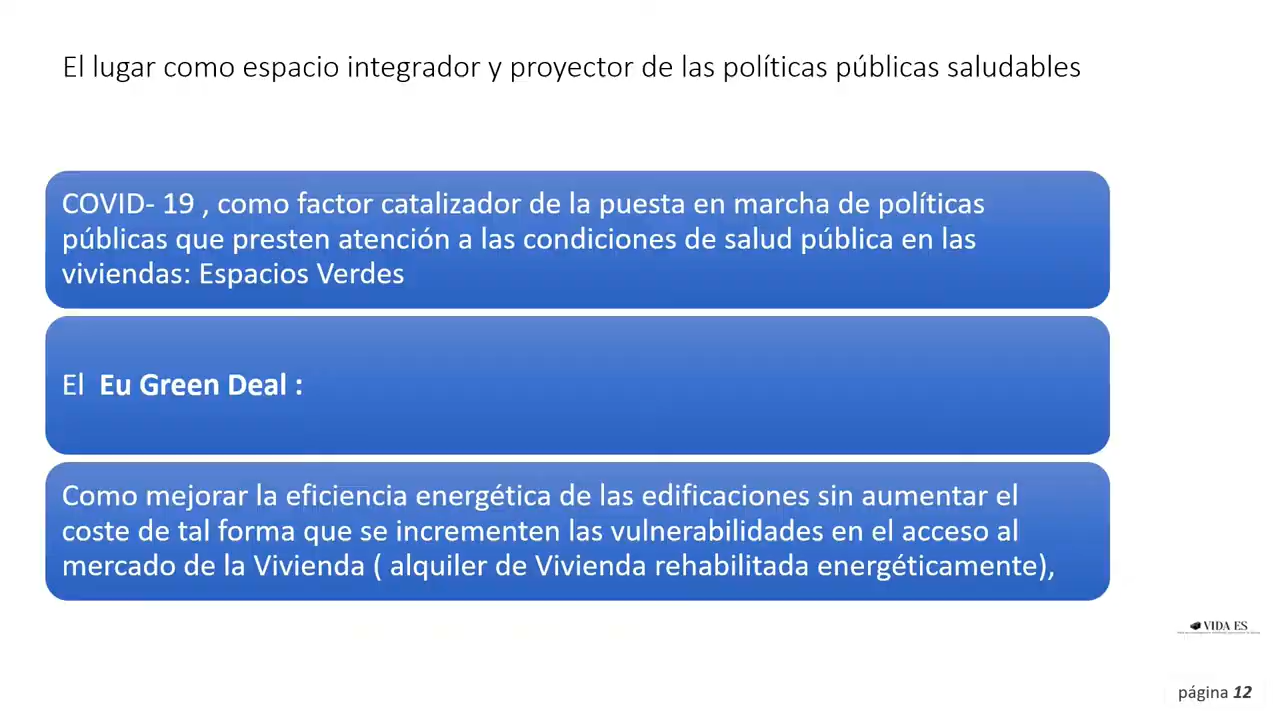 El lugar como espacio integrador y proyector de las políticas públicas saludables
COVID- 19 , como factor catalizador de la puesta en marcha de políticas
públicas que presten atención a las condiciones de salud pública en las
viviendas: Espacios Verdes
El Eu Green Deal :
Como mejorar la eficiencia energética de las edificaciones sin aumentar el
coste de tal forma que se incrementen las vulnerabilidades en el acceso al
mercado de la Vivienda ( alquiler de Vivienda rehabilitada energéticamente),
VIDA ES
página 12